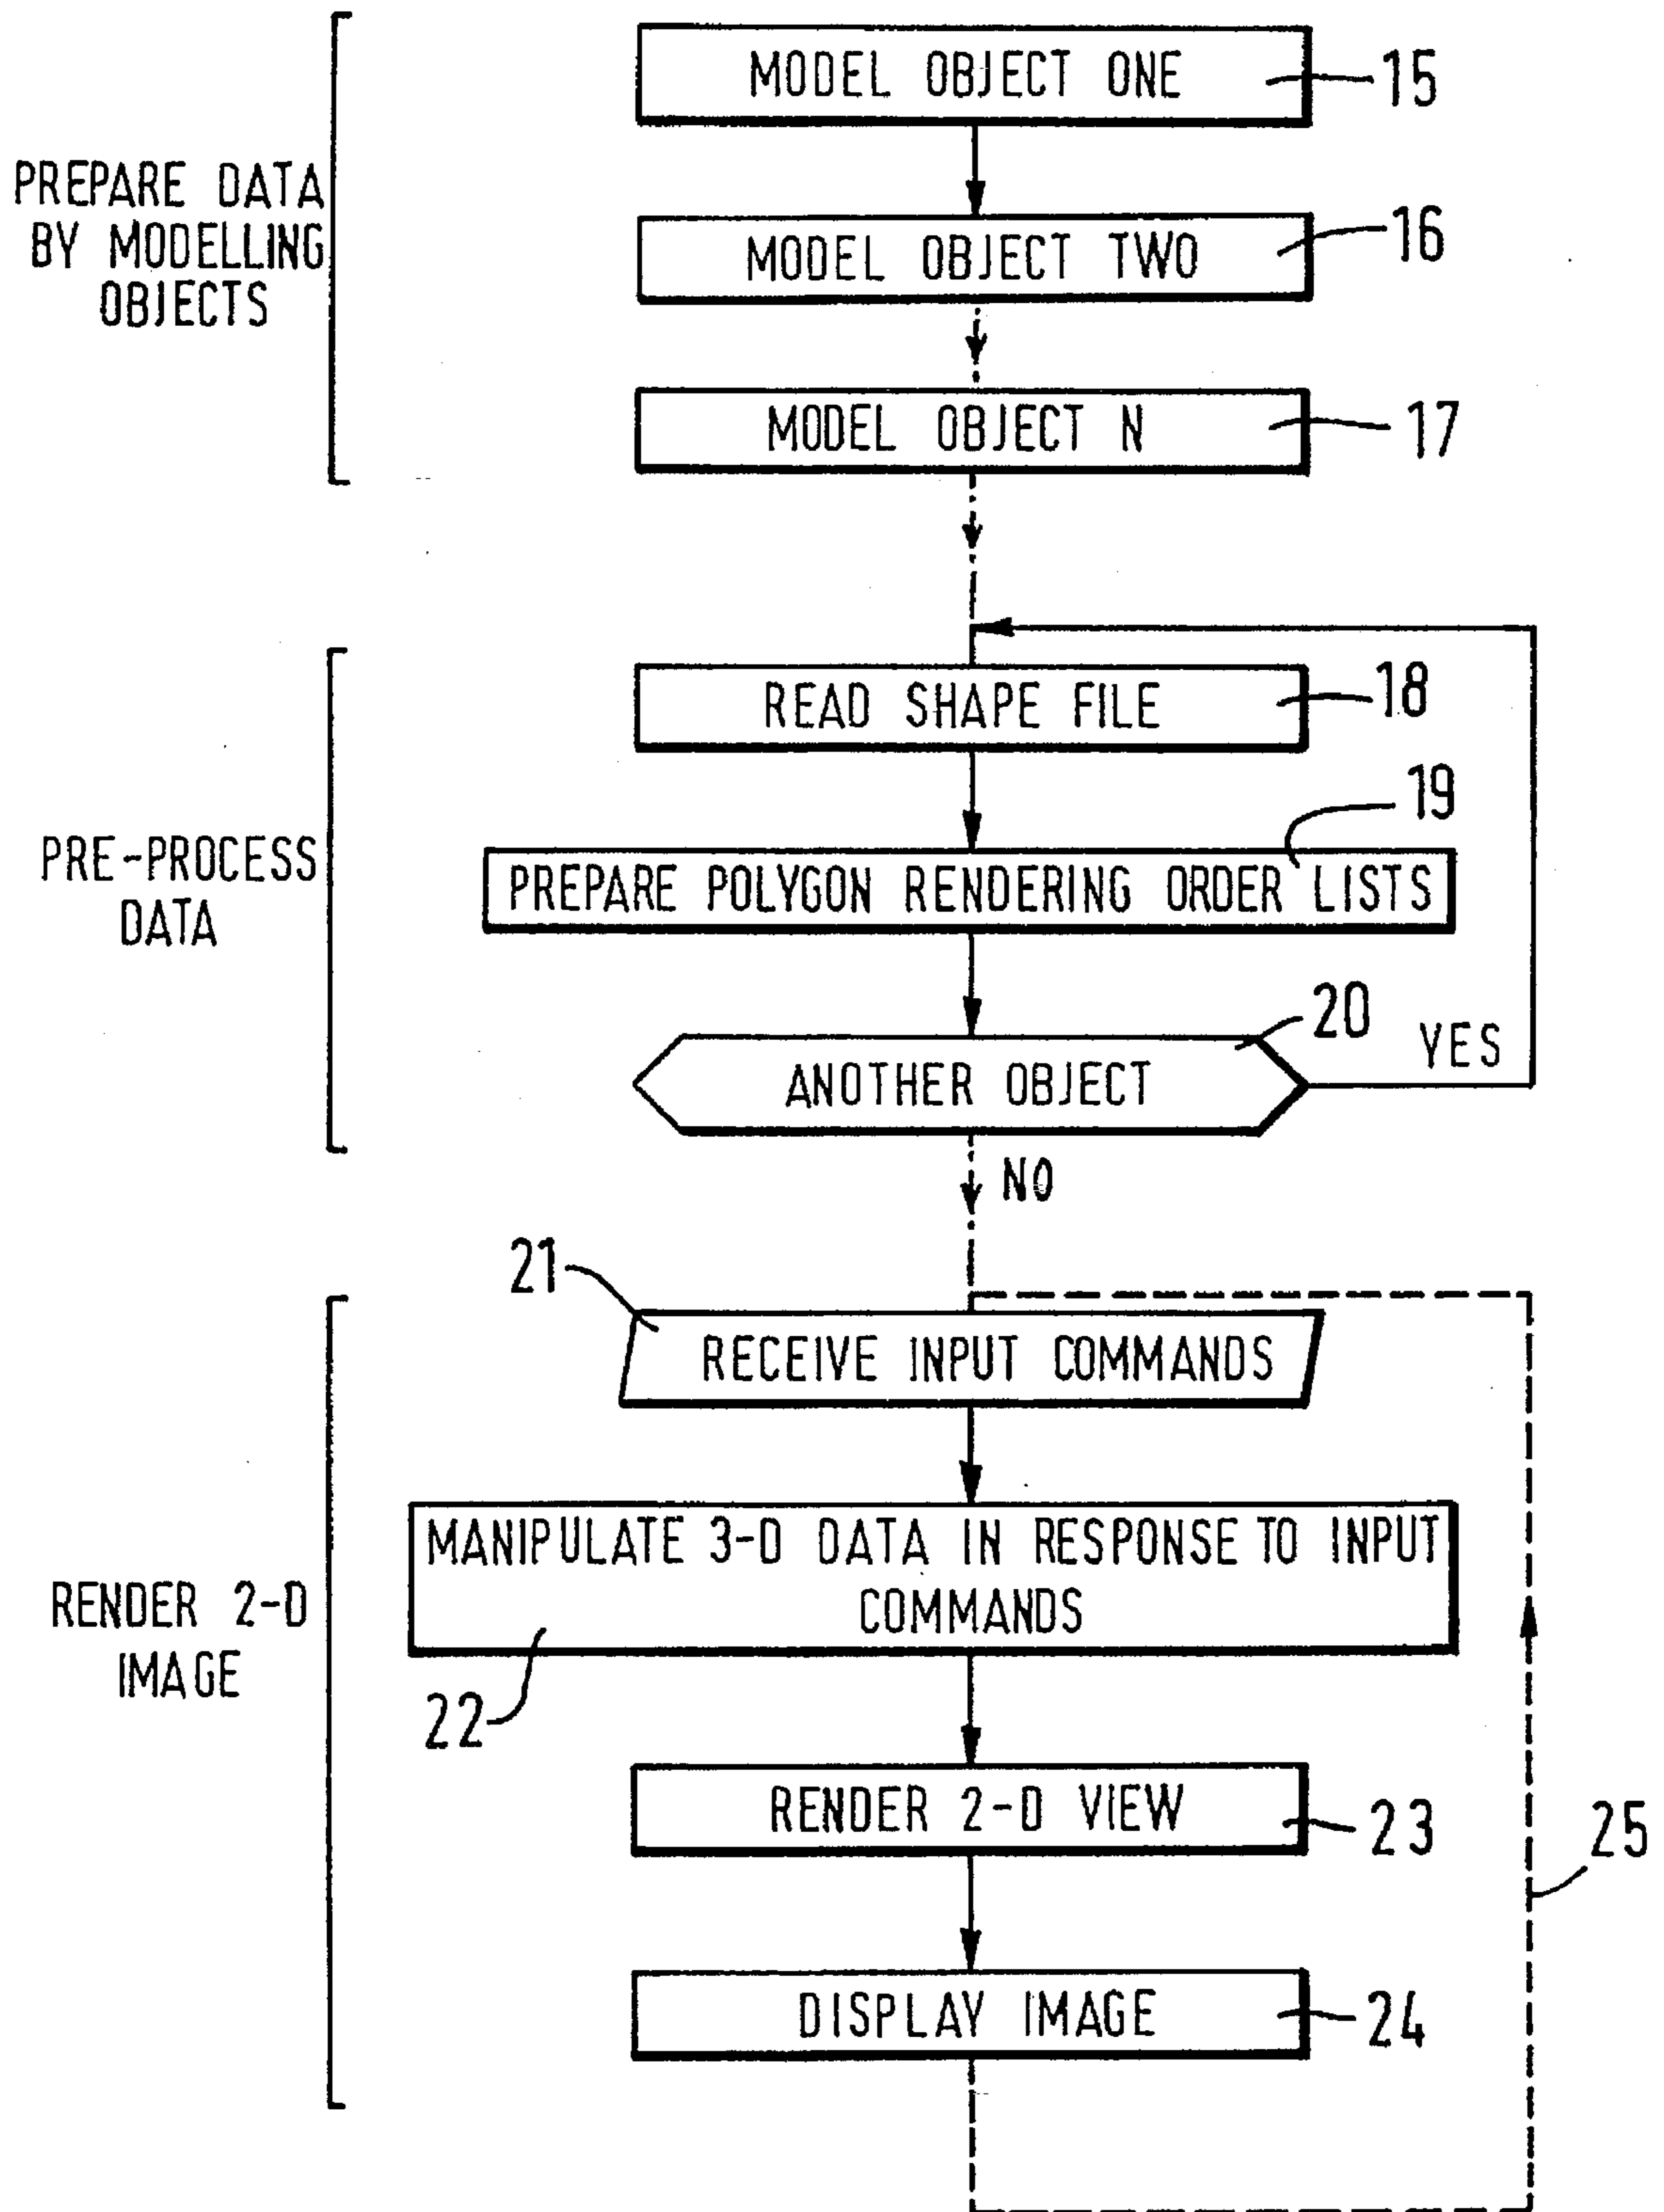 MODEL OBJECT ONE
15
PREPARE DATA
BY MODELLING
OBJECTS
MODEL OBJECT TWO
16
MODEL OBJECT N
17
READ SHAPE FILE
18
19
PRE-PROCESS
DATA
PREPARE POLYGON RENDERING ORDER LISTS
20
YES
ANOTHER OBJECT
NO
21
RECEIVE INPUT COMMANDS
MANIPULATE 3-D DATA IN RESPONSE TO INPUT
COMMANDS
RENDER 2-D
IMAGE
22
RENDER 2-D VIEW
23
25
DISPLAY IMAGE
24